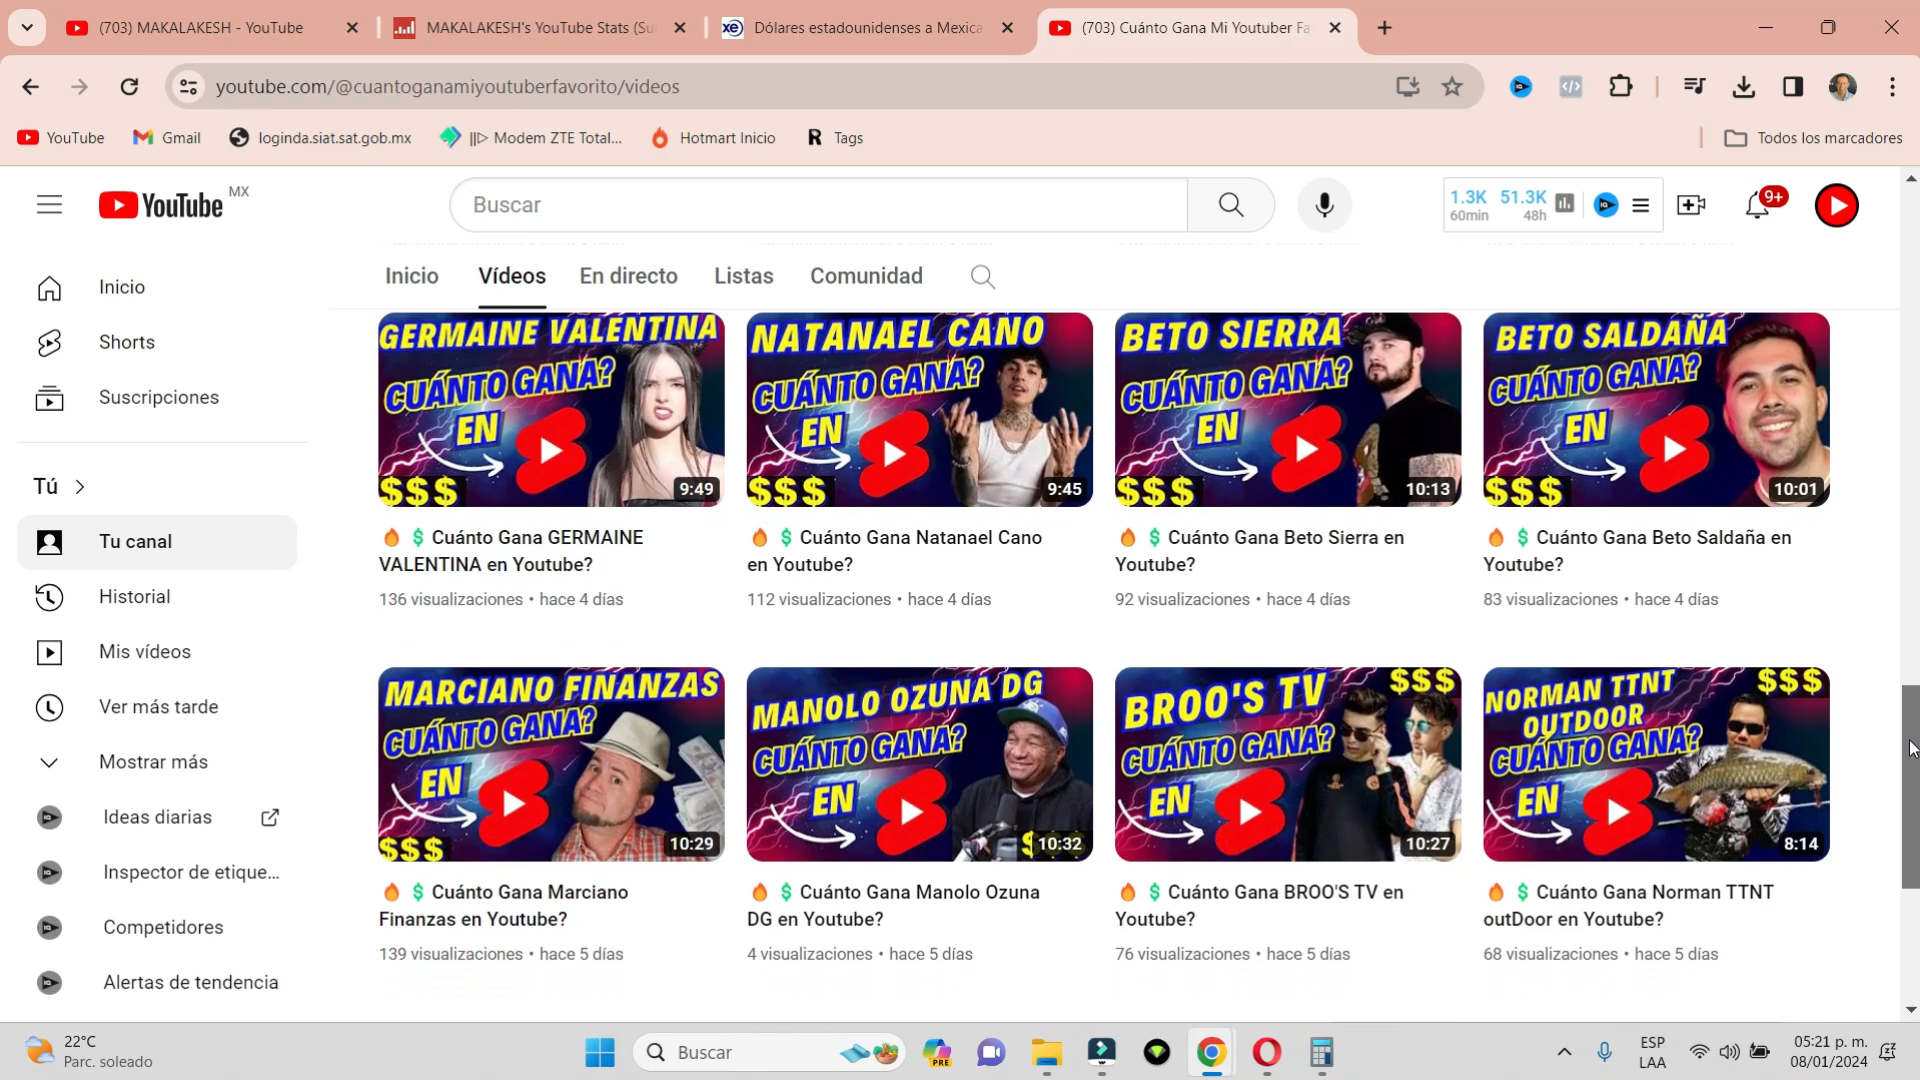 (703) MAKALAKESH - YouTube
MAKALAKESH's YouTube Stats (Su
Dólares estadounidenses a Mexica
(703) Cuánto Gana Mi Youtuber Fa
youtube.com/@cuantoganamiyoutuberfavorito/videos
YouTube
Gmail
loginda.siat.sat.gob.mx
||▷ Modem ZTE Total...
Hotmart Inicio
Tags
Todos los marcadores
YouTube MX
Buscar
1.3K 51.3K
60min 48h
9+
Inicio
Shorts
Suscripciones
Tú
Tu canal
Historial
Mis vídeos
Ver más tarde
Mostrar más
Ideas diarias
Inspector de etique...
Competidores
Alertas de tendencia
Inicio Vídeos En directo Listas Comunidad
GERMAINE VALENTINA
CUÁNTO GANA?
EN
$$$
9:49
🔥 $ Cuánto Gana GERMAINE
VALENTINA en Youtube?
136 visualizaciones • hace 4 días
NATANAEL CANO
CUÁNTO GANA?
EN
$$$
9:45
🔥 $ Cuánto Gana Natanael Cano
en Youtube?
112 visualizaciones • hace 4 días
BETO SIERRA
CUÁNTO GANA?
EN
$$$
10:13
🔥 $ Cuánto Gana Beto Sierra en
Youtube?
92 visualizaciones • hace 4 días
BETO SALDAÑA
CUÁNTO GANA?
EN
$$$
10:01
🔥 $ Cuánto Gana Beto Saldaña en
Youtube?
83 visualizaciones • hace 4 días
MARCIANO FINANZAS
CUÁNTO GANA?
EN
$$$
10:29
🔥 $ Cuánto Gana Marciano
Finanzas en Youtube?
139 visualizaciones • hace 5 días
MANOLO OZUNA DG
CUÁNTO GANA?
EN
$
10:32
🔥 $ Cuánto Gana Manolo Ozuna
DG en Youtube?
4 visualizaciones • hace 5 días
$$$
BROO'S TV
CUÁNTO GANA?
EN
10:27
🔥 $ Cuánto Gana BROO'S TV en
Youtube?
76 visualizaciones • hace 5 días
$$$
NORMAN TTNT
OUTDOOR
CUÁNTO GANA?
EN
8:14
🔥 $ Cuánto Gana Norman TTNT
outDoor en Youtube?
68 visualizaciones • hace 5 días
22°C
Parc. soleado
Buscar
PRE
ESP
LAA
05:21 p. m.
08/01/2024